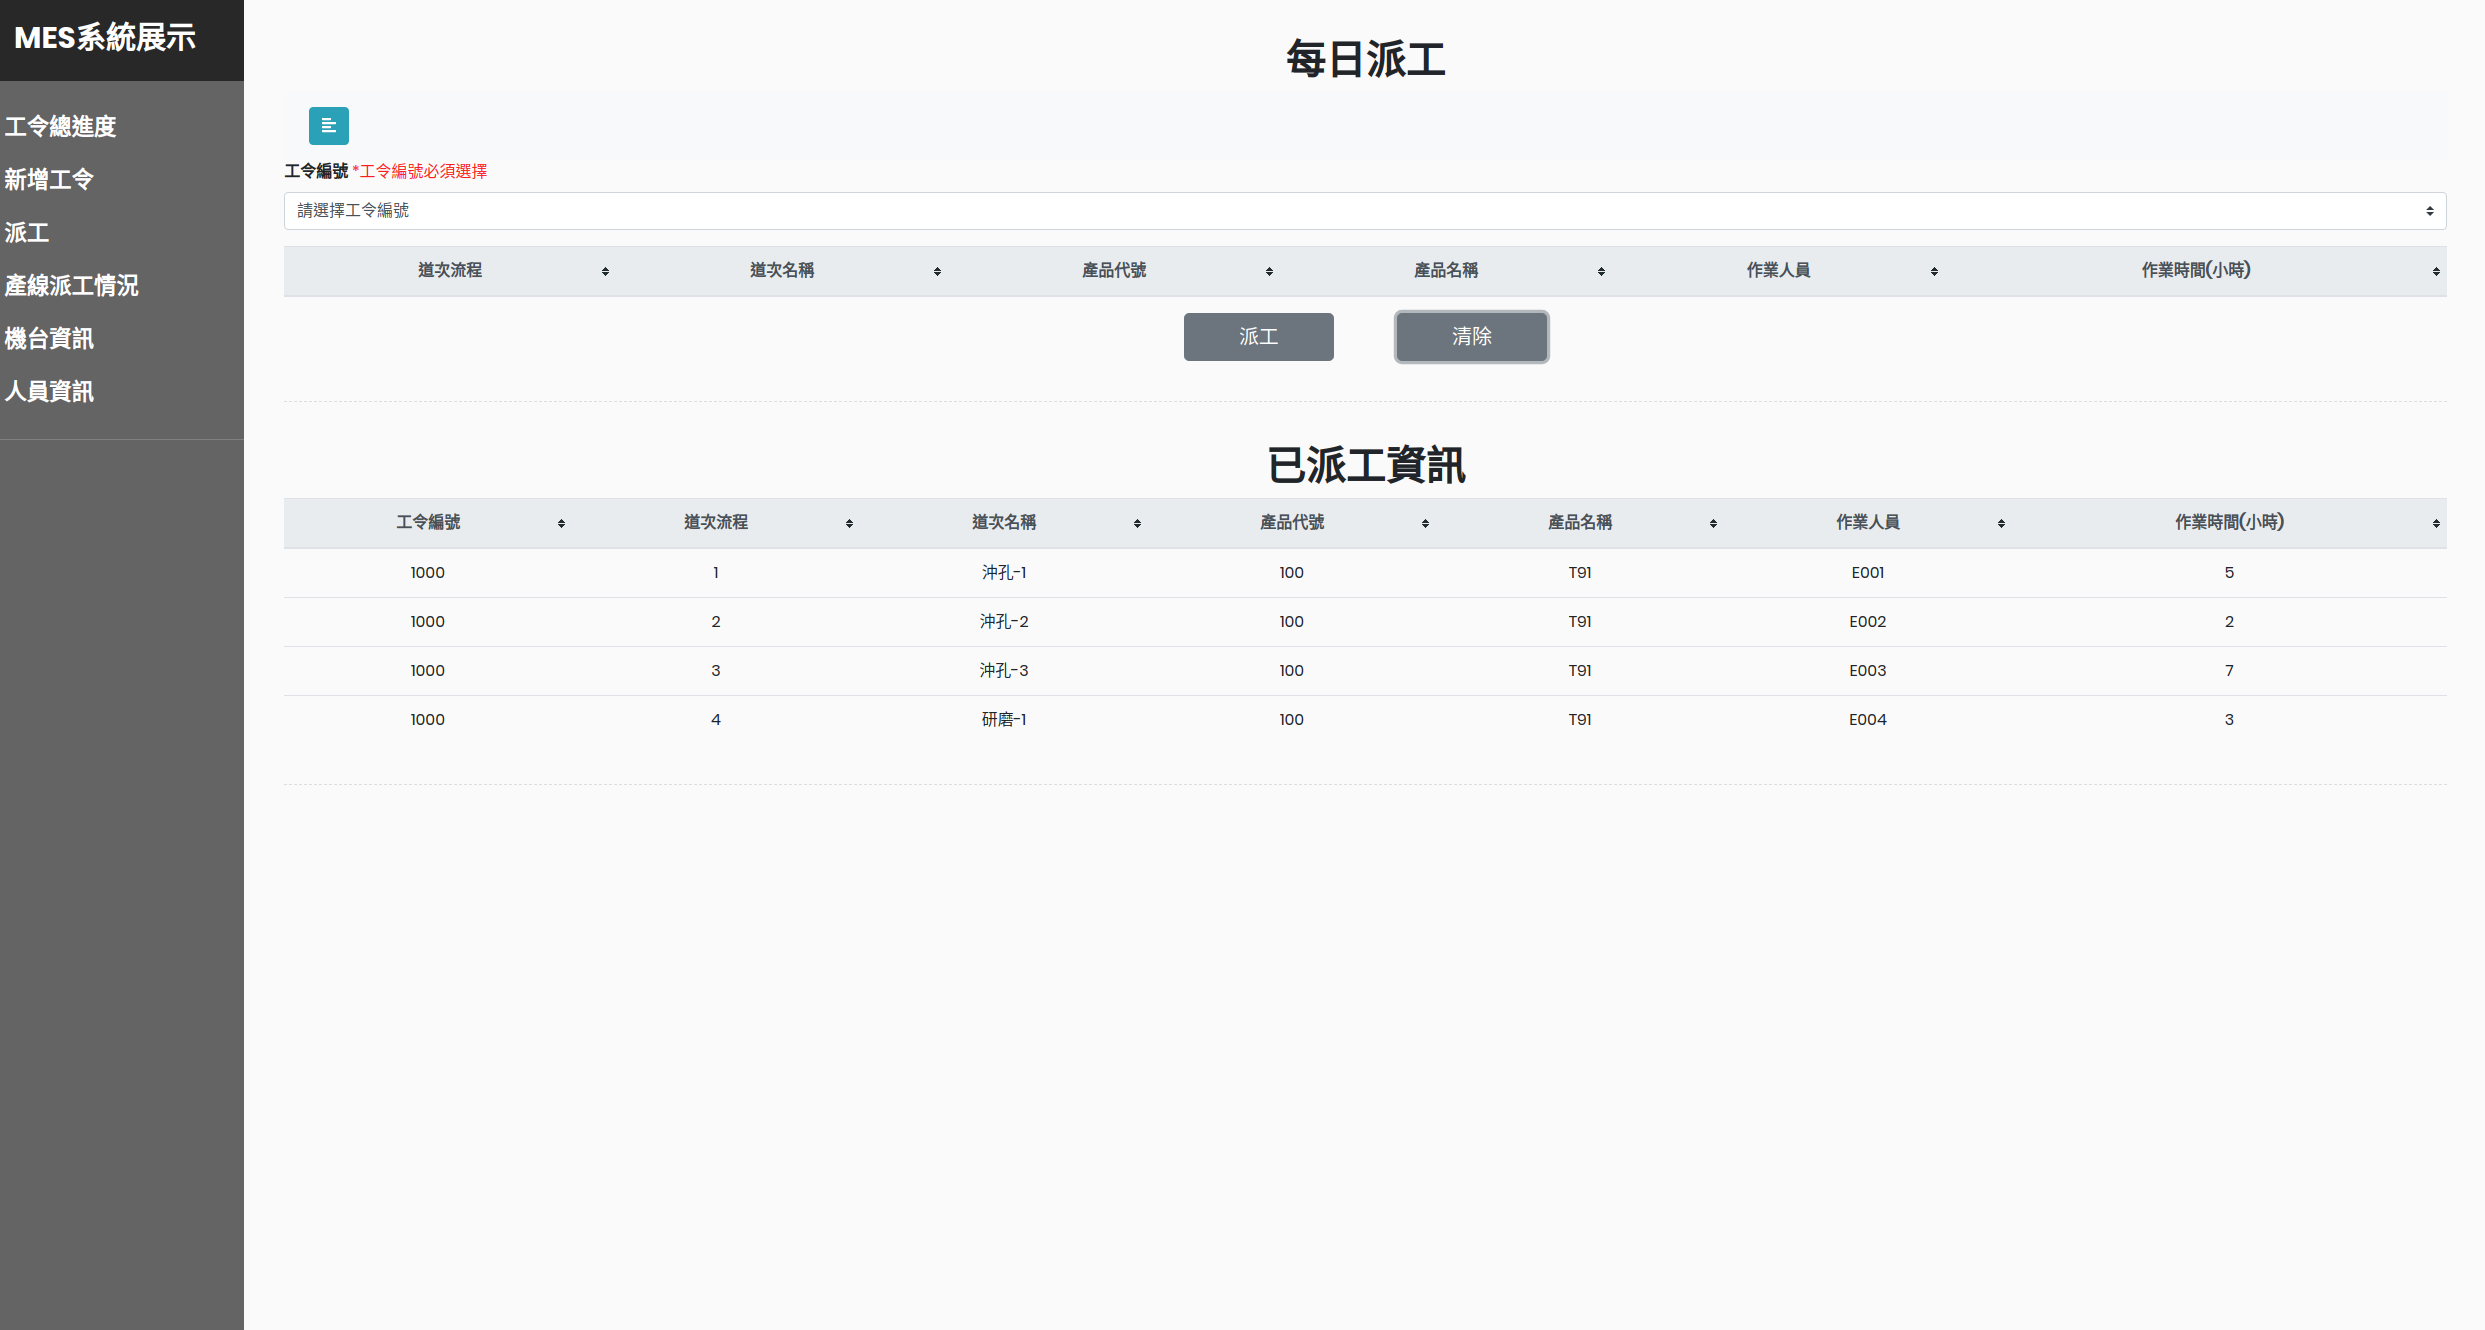 MES系統展示
工令總進度
新增工令
派工
產線派工情況
機台資訊
人員資訊
每日派工
工令編號 *工令編號必須選擇
請選擇工令編號
道次流程 道次名稱 產品代號 產品名稱 作業人員 作業時間(小時)
派工 清除
已派工資訊
工令編號 道次流程 道次名稱 產品代號 產品名稱 作業人員 作業時間(小時)
1000 1 沖孔-1 100 T91 E001 5
1000 2 沖孔-2 100 T91 E002 2
1000 3 沖孔-3 100 T91 E003 7
1000 4 研磨-1 100 T91 E004 3